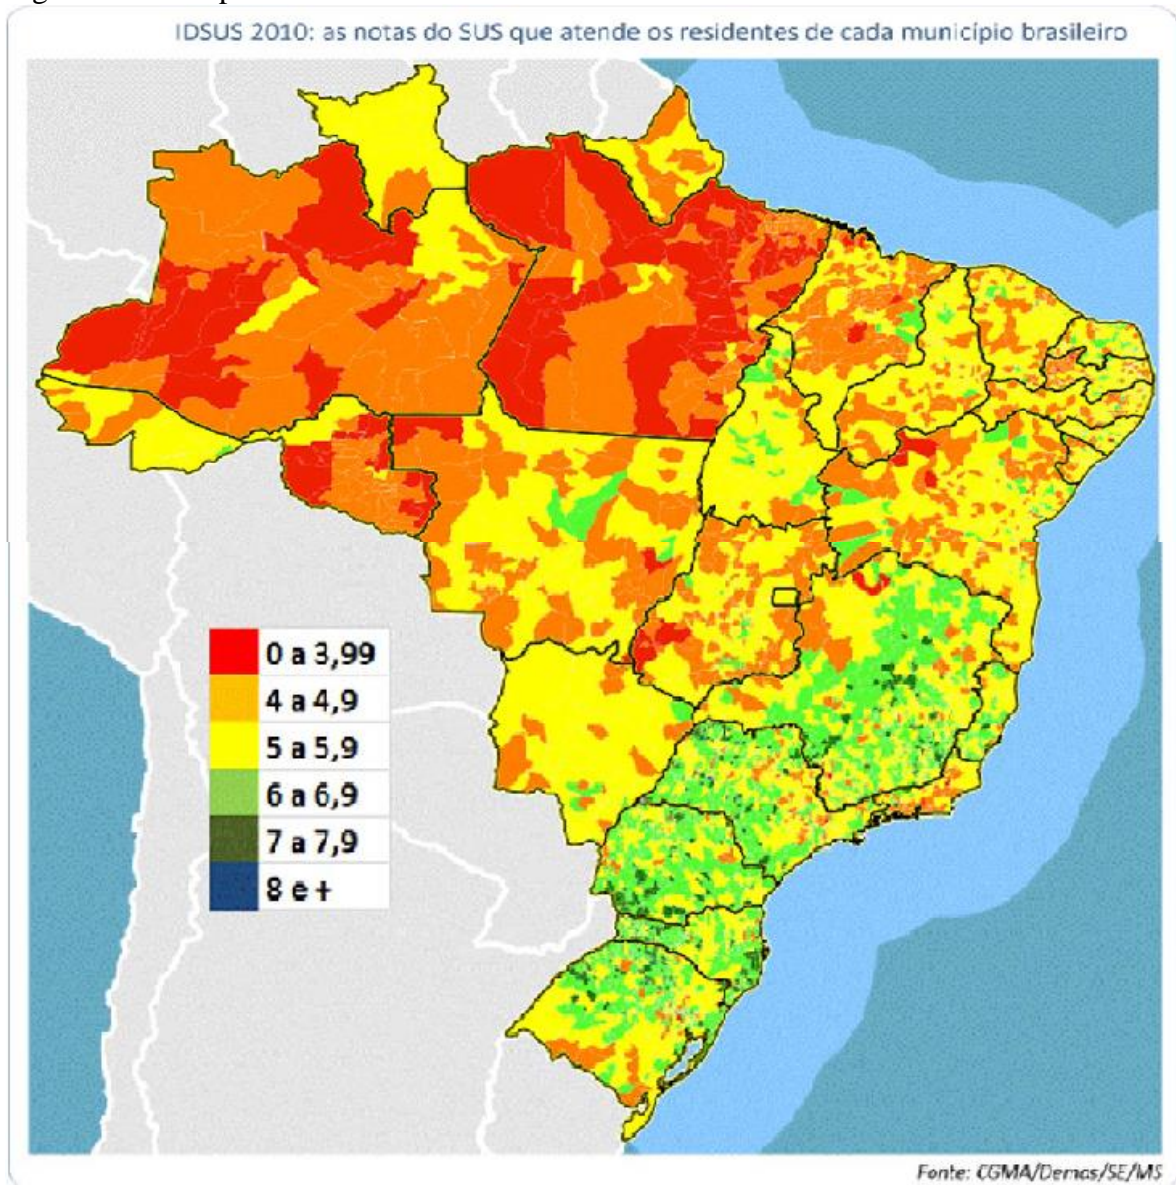 IDSUS 2010: as notas do SUS que atende os residentes de cada município brasileiro
0 a 3,99
4 a 4,9
5 a 5,9
6 a 6,9
7 a 7,9
8 e +
Fonte: CGMA/Demas/SE/MS